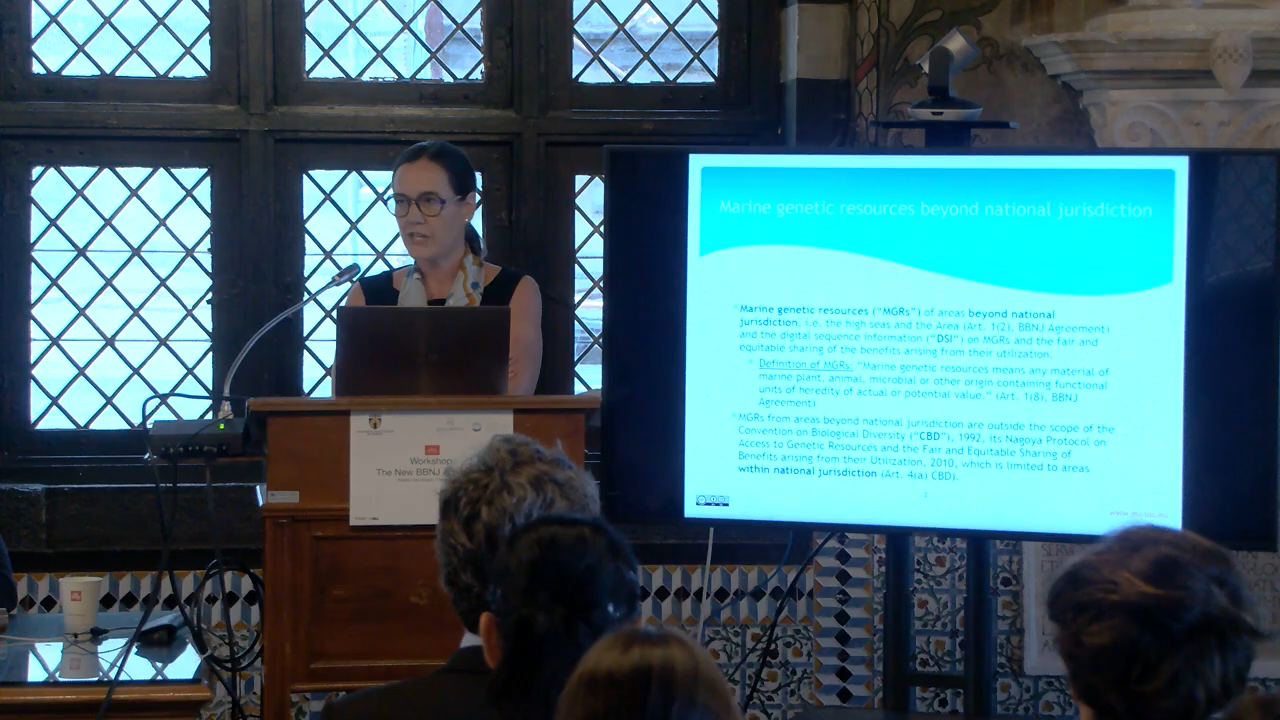 Marine genetic resources beyond national jurisdiction
Marine genetic resources ("MGRs") of areas beyond national
jurisdiction, i.e. the high seas and the Area (Art. 1(2), BBNJ Agreement)
and the digital sequence information ("DSI") on MGRs and the fair and
equitable sharing of the benefits arising from their utilization.
Definition of MGRs: "Marine genetic resources means any material of
marine plant, animal, microbial or other origin containing functional
units of heredity of actual or potential value." (Art. 1(8), BBNJ
Agreement)
MGRs from areas beyond national jurisdiction are outside the scope of the
Convention on Biological Diversity ("CBD"), 1992, its Nagoya Protocol on
Access to Genetic Resources and the Fair and Equitable Sharing of
Benefits arising from their Utilization, 2010, which is limited to areas
within national jurisdiction (Art. 4(a) CBD).
2
Workshop
The New BBNJ
SERV
ET